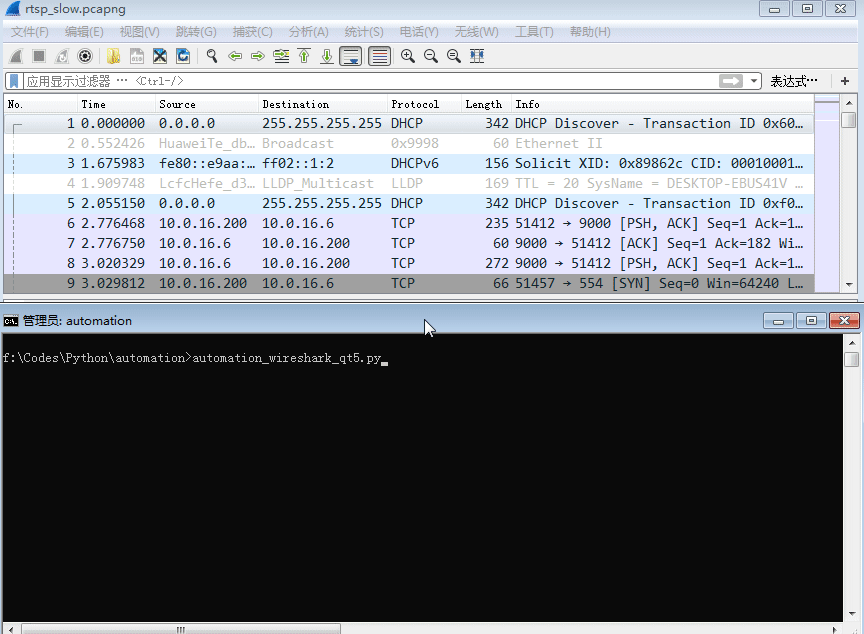 rtsp_slow.pcapng
文件(F) 编辑(E) 视图(V) 跳转(G) 捕获(C) 分析(A) 统计(S) 电话(Y) 无线(W) 工具(T) 帮助(H)
应用显示过滤器 … <Ctrl-/> 表达式… +
No. Time Source Destination Protocol Length Info
1 0.000000 0.0.0.0 255.255.255.255 DHCP 342 DHCP Discover - Transaction ID 0x60…
2 0.552426 HuaweiTe_db… Broadcast 0x9998 60 Ethernet II
3 1.675983 fe80::e9aa:… ff02::1:2 DHCPv6 156 Solicit XID: 0x89862c CID: 00010001…
4 1.909748 LcfcHefe_d3… LLDP_Multicast LLDP 169 TTL = 20 SysName = DESKTOP-EBUS41V …
5 2.055150 0.0.0.0 255.255.255.255 DHCP 342 DHCP Discover - Transaction ID 0xf0…
6 2.776468 10.0.16.200 10.0.16.6 TCP 235 51412 → 9000 [PSH, ACK] Seq=1 Ack=1…
7 2.776750 10.0.16.6 10.0.16.200 TCP 60 9000 → 51412 [ACK] Seq=1 Ack=182 Wi…
8 3.020329 10.0.16.6 10.0.16.200 TCP 272 9000 → 51412 [PSH, ACK] Seq=1 Ack=1…
9 3.029812 10.0.16.200 10.0.16.6 TCP 66 51457 → 554 [SYN] Seq=0 Win=64240 L…
管理员: automation
f:\Codes\Python\automation>automation_wireshark_qt5.py